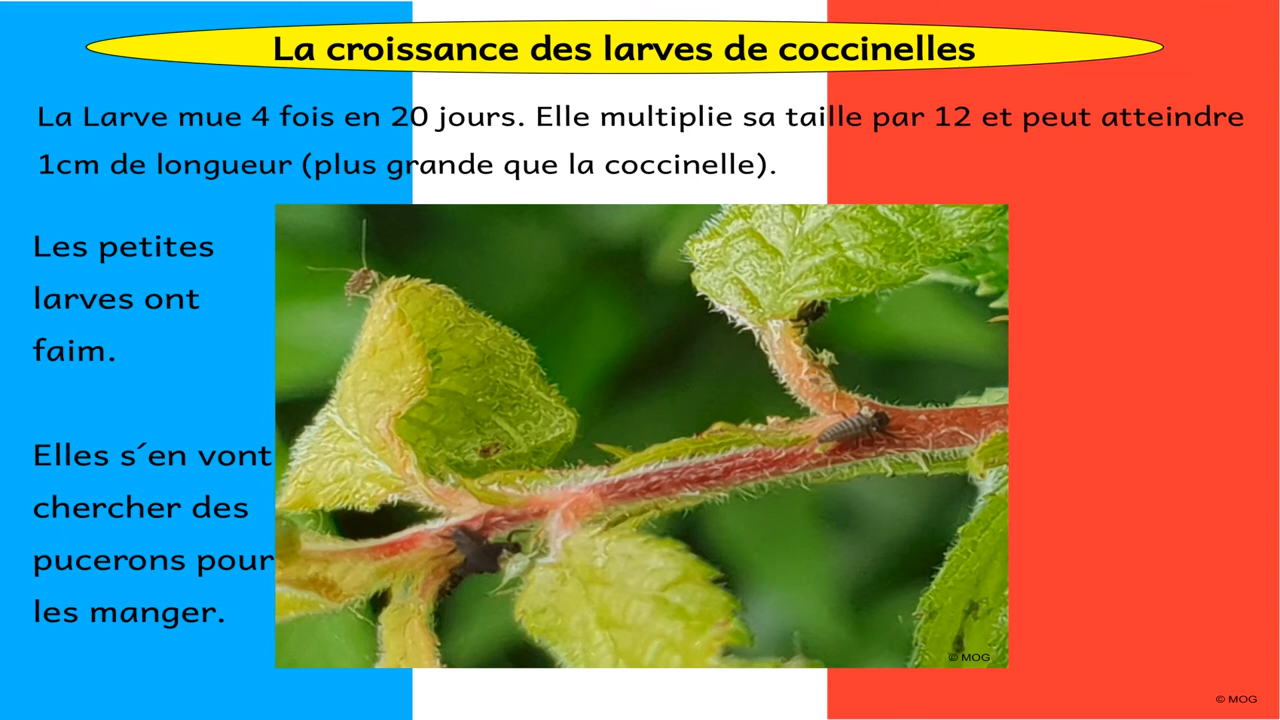 La croissance des larves de coccinelles
La Larve mue 4 fois en 20 jours. Elle multiplie sa taille par 12 et peut atteindre
1cm de longueur (plus grande que la coccinelle).
Les petites
larves ont
faim.
Elles s´en vont
chercher des
pucerons pour
les manger.
© MOG
© MOG